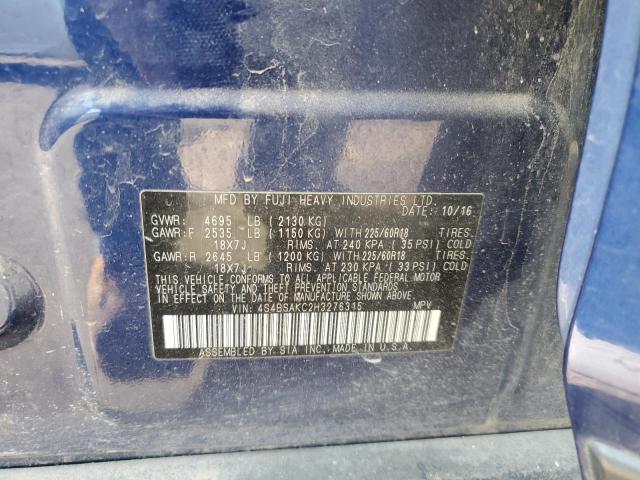 MFD BY FUJI HEAVY INDUSTRIES LTD.
DATE: 10/16
GVWR: 4695 LB (2130 KG)
GAWR:F 2535 LB (1150 KG) WITH 225/60R18 TIRES.
18X7J RIMS. AT 240 KPA (35 PSI) COLD
GAWR:R 2645 LB (1200 KG) WITH 225/60R18 TIRES.
18X7J RIMS. AT 230 KPA (33 PSI) COLD
THIS VEHICLE CONFORMS TO ALL APPLICABLE
FEDERAL MOTOR VEHICLE SAFETY, BUMPER,
AND THEFT PREVENTION STANDARDS
IN EFFECT ON THE DATE OF MANUFACTURE
SHOWN ABOVE.
VIN: 4S4BSAKC2H3276315 MPV
ASSEMBLED BY SIA INC. MADE IN U.S.A.